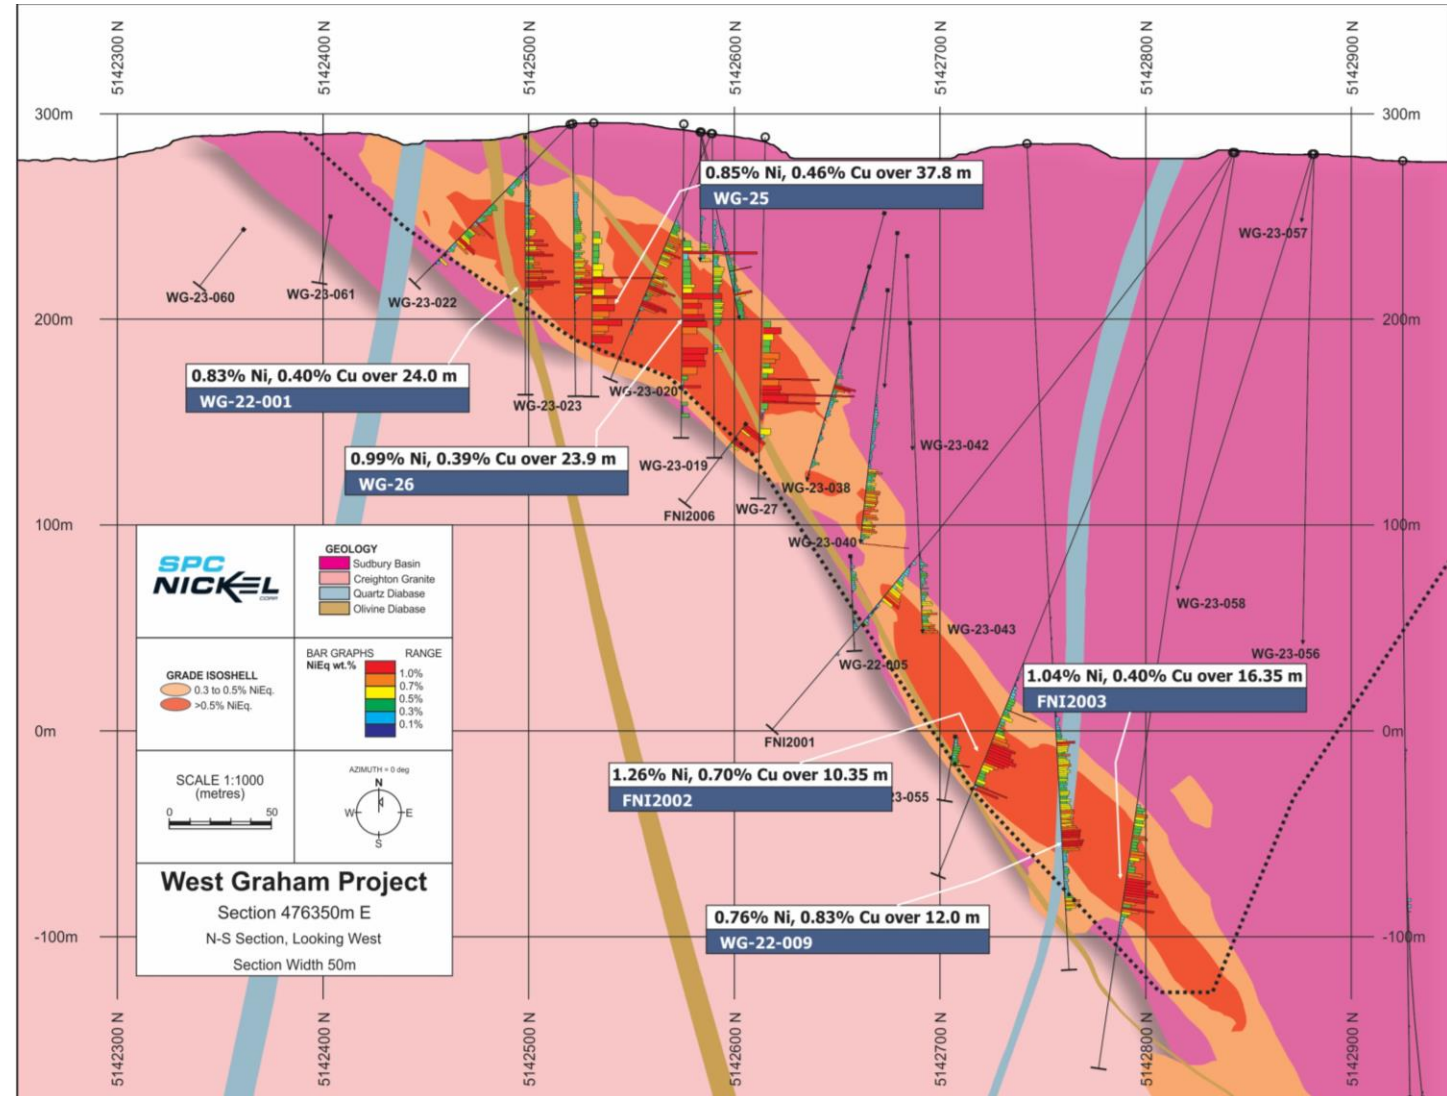 5142300 N
5142400 N
5142500 N
5142600 N
5142700 N
5142800 N
5142900 N
300m
300m
0.85% Ni, 0.46% Cu over 37.8 m
WG-25
WG-23-057
WG-23-060
WG-23-061
WG-23-022
200m
200m
0.83% Ni, 0.40% Cu over 24.0 m
WG-22-001
WG-23-020
WG-23-023
WG-23-042
0.99% Ni, 0.39% Cu over 23.9 m
WG-26
WG-23-019
WG-23-038
WG-27
FNI2006
100m
100m
WG-23-040
SPC
NICKEL
CORP
GEOLOGY
Sudbury Basin
Creighton Granite
Quartz Diabase
Olivine Diabase
WG-23-058
WG-23-043
WG-23-056
WG-22-005
GRADE ISOSHELL
0.3 to 0.5% NiEq.
>0.5% NiEq.
BAR GRAPHS
RANGE
NiEq wt.%
1.0%
0.7%
0.5%
0.3%
0.1%
1.04% Ni, 0.40% Cu over 16.35 m
FNI2003
0m
0m
FNI2001
1.26% Ni, 0.70% Cu over 10.35 m
FNI2002
23-055
SCALE 1:1000
(metres)
0
50
AZIMUTH = 0 deg
N
W
E
S
West Graham Project
Section 476350m E
N-S Section, Looking West
Section Width 50m
0.76% Ni, 0.83% Cu over 12.0 m
WG-22-009
-100m
-100m
5142300 N
5142400 N
5142500 N
5142600 N
5142700 N
5142800 N
5142900 N